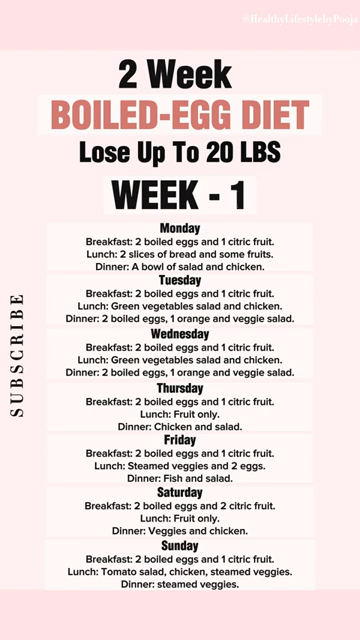 @HealthyLifestylebyPooja
2 Week
BOILED-EGG DIET
Lose Up To 20 LBS
WEEK - 1
Monday
Breakfast: 2 boiled eggs and 1 citric fruit.
Lunch: 2 slices of bread and some fruits.
Dinner: A bowl of salad and chicken.
Tuesday
Breakfast: 2 boiled eggs and 1 citric fruit.
Lunch: Green vegetables salad and chicken.
Dinner: 2 boiled eggs, 1 orange and veggie salad.
Wednesday
Breakfast: 2 boiled eggs and 1 citric fruit.
Lunch: Green vegetables salad and chicken.
Dinner: 2 boiled eggs, 1 orange and veggie salad.
Thursday
Breakfast: 2 boiled eggs and 1 citric fruit.
Lunch: Fruit only.
Dinner: Chicken and salad.
Friday
Breakfast: 2 boiled eggs and 1 citric fruit.
Lunch: Steamed veggies and 2 eggs.
Dinner: Fish and salad.
Saturday
Breakfast: 2 boiled eggs and 2 citric fruit.
Lunch: Fruit only.
Dinner: Veggies and chicken.
Sunday
Breakfast: 2 boiled eggs and 1 citric fruit.
Lunch: Tomato salad, chicken, steamed veggies.
Dinner: steamed veggies.
SUBSCRIBE